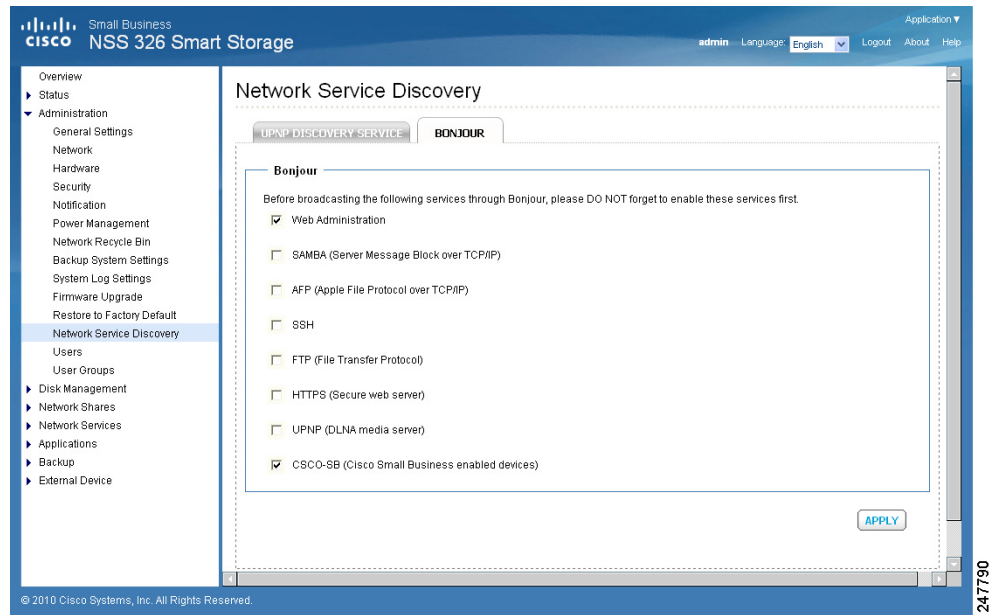 Small Business
CISCO NSS 326 Smart Storage
Application
admin Language: English Logout About Help
Overview
Status
Administration
General Settings
Network
Hardware
Security
Notification
Power Management
Network Recycle Bin
Backup System Settings
System Log Settings
Firmware Upgrade
Restore to Factory Default
Network Service Discovery
Users
User Groups
Disk Management
Network Shares
Network Services
Applications
Backup
External Device
Network Service Discovery
UPNP DISCOVERY SERVICE BONJOUR
Bonjour
Before broadcasting the following services through Bonjour, please DO NOT forget to enable these services first.
Web Administration
SAMBA (Server Message Block over TCP/IP)
AFP (Apple File Protocol over TCP/IP)
SSH
FTP (File Transfer Protocol)
HTTPS (Secure web server)
UPNP (DLNA media server)
CSCO-SB (Cisco Small Business enabled devices)
APPLY
© 2010 Cisco Systems, Inc. All Rights Reserved.
247790